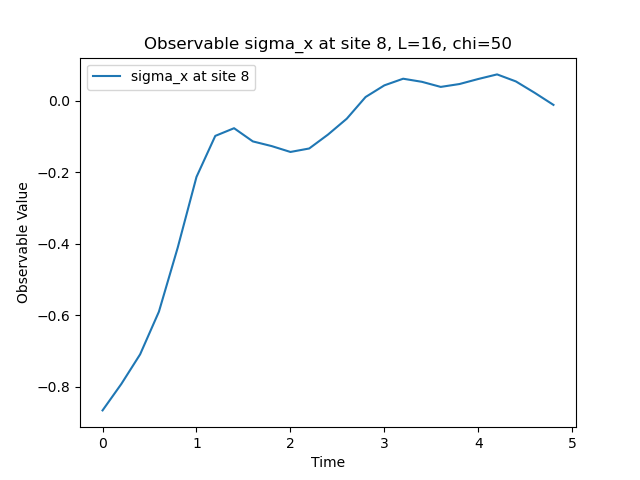 Observable sigma_x at site 8, L=16, chi=50
sigma_x at site 8
Observable Value
0.0
−0.2
−0.4
−0.6
−0.8
0 1 2 3 4 5
Time